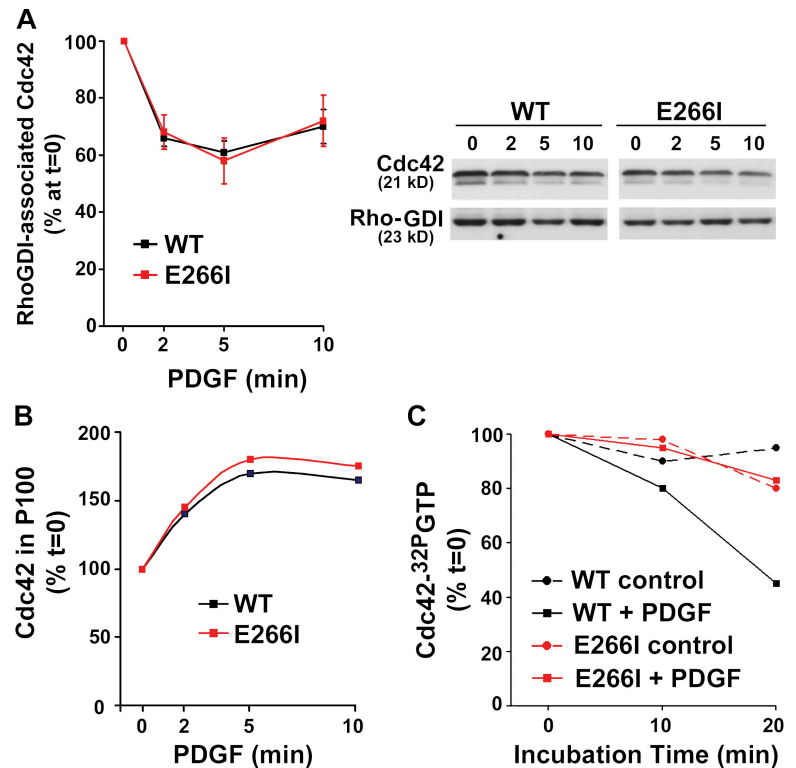 A
RhoGDI-associated Cdc42
(% at t=0)
100
80
60
40
20
0
WT
E266I
0 2 5 10
PDGF (min)
WT E266I
0 2 5 10 0 2 5 10
Cdc42
(21 kD)
Rho-GDI
(23 kD)
B
Cdc42 in P100
(% t=0)
200
150
100
50
0
WT
E266I
0 2 5 10
PDGF (min)
C
Cdc42-32PGTP
(% t=0)
100
80
60
40
20
0
WT control
WT + PDGF
E266I control
E266I + PDGF
0 10 20
Incubation Time (min)